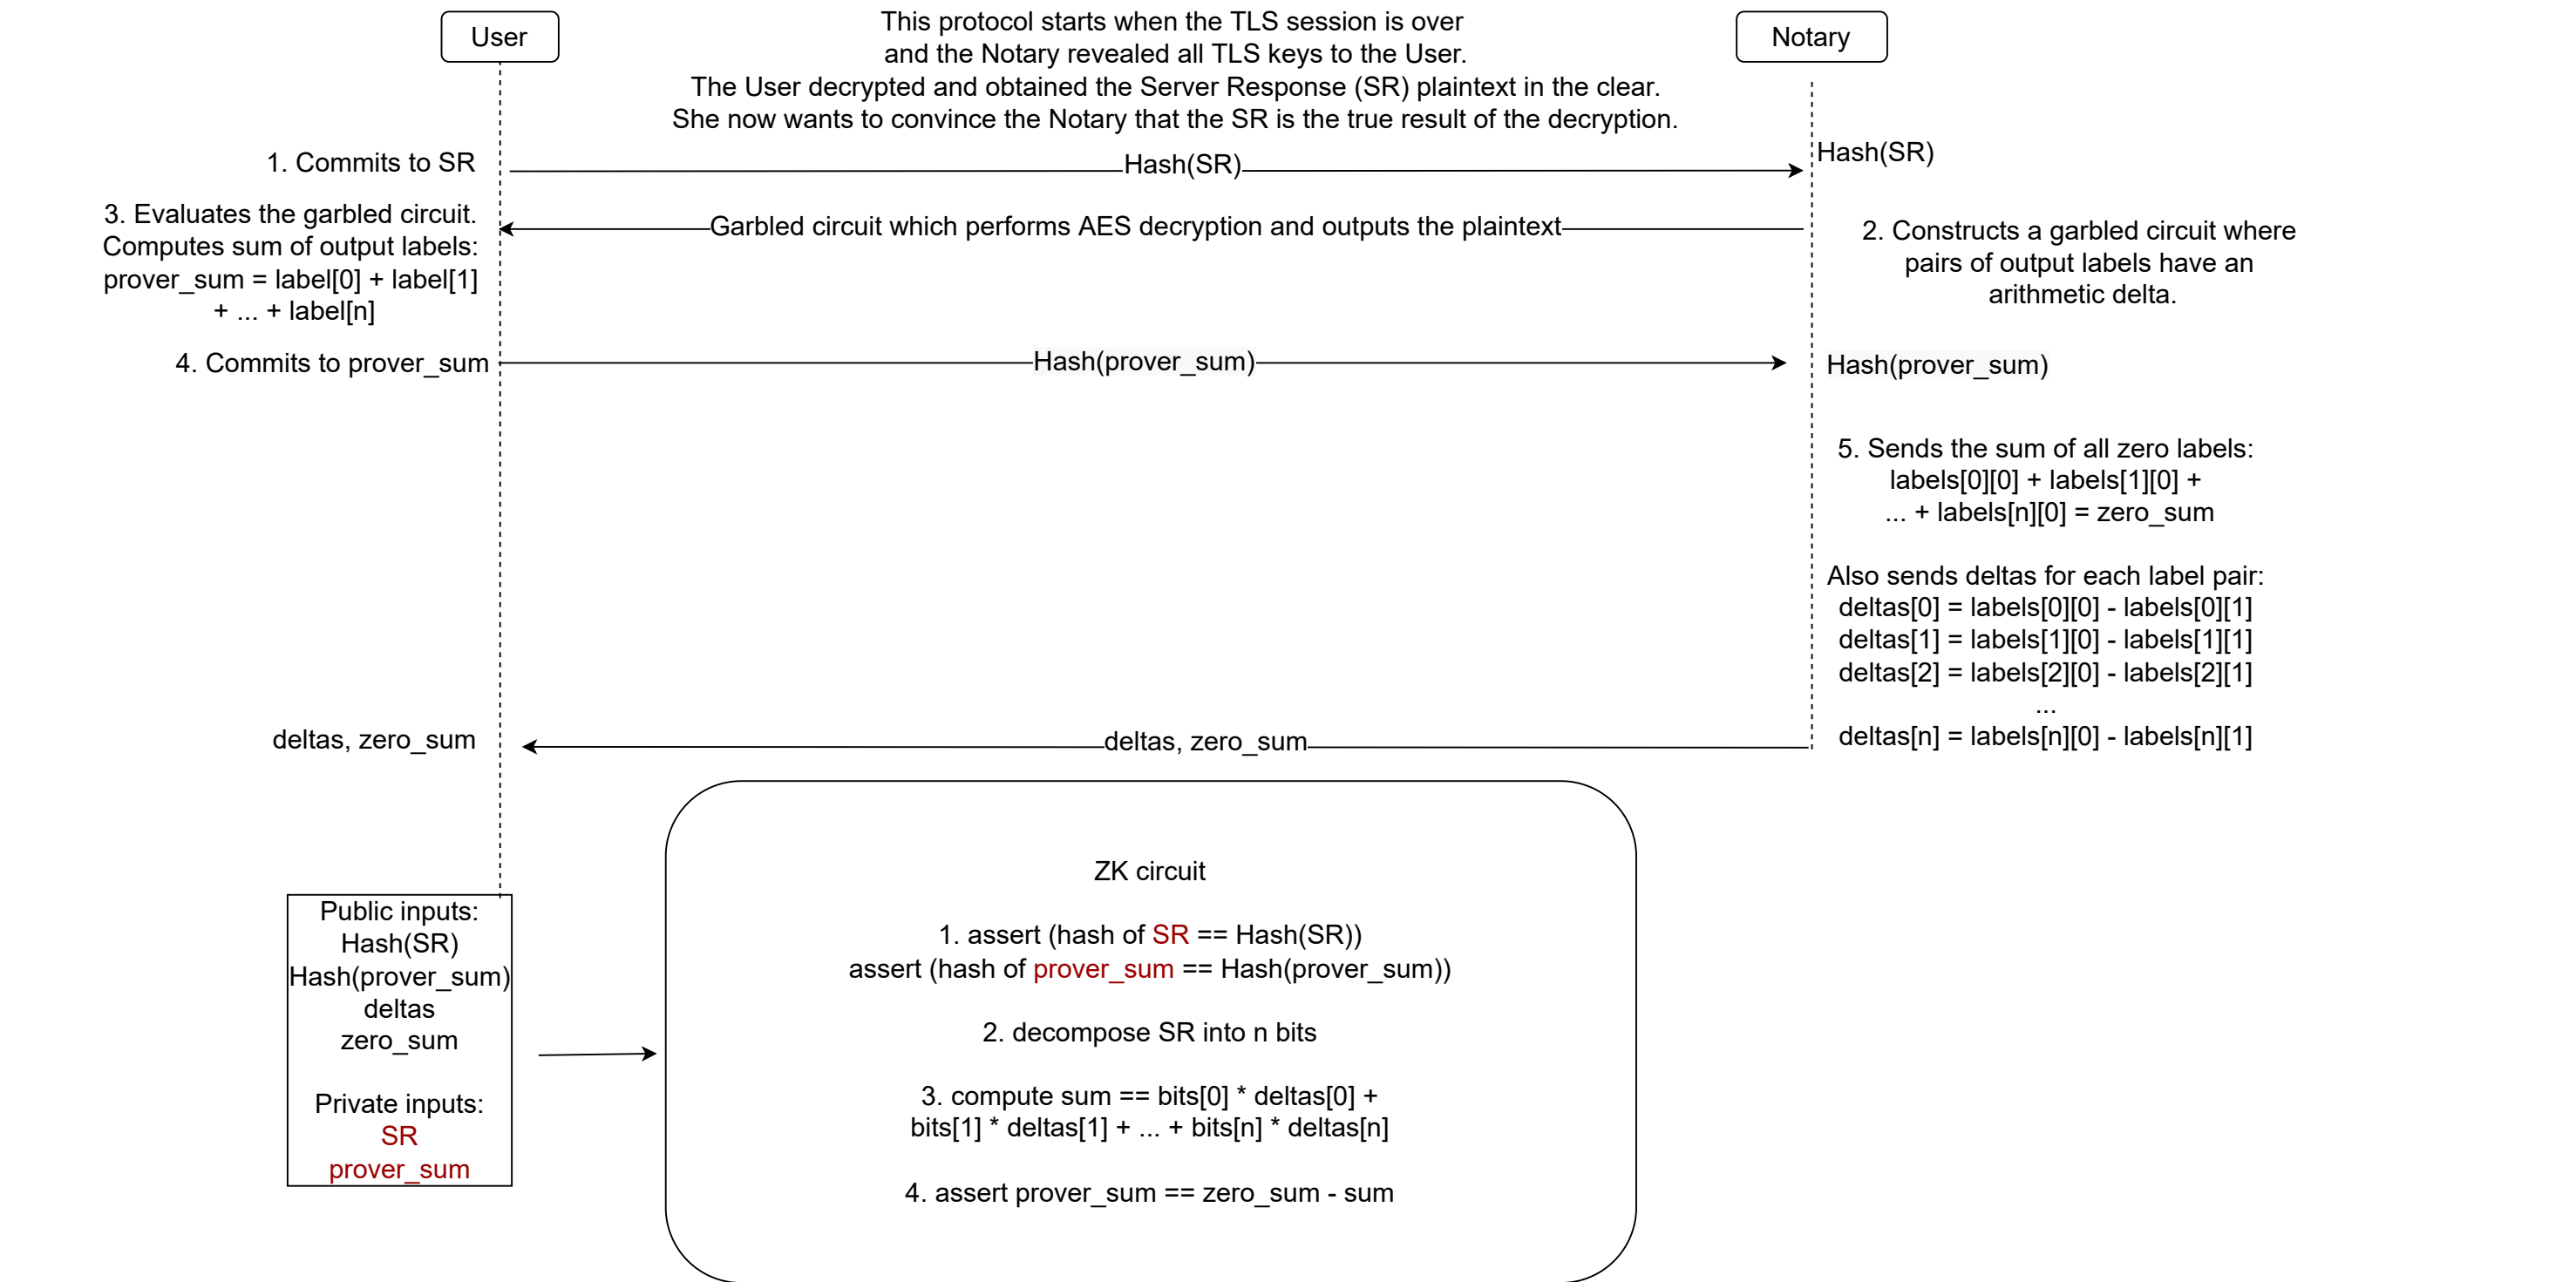 User
This protocol starts when the TLS session is over
and the Notary revealed all TLS keys to the User.
The User decrypted and obtained the Server Response (SR) plaintext in the clear.
She now wants to convince the Notary that the SR is the true result of the decryption.
Notary
1. Commits to SR
Hash(SR)
Hash(SR)
Garbled circuit which performs AES decryption and outputs the plaintext
2. Constructs a garbled circuit where
pairs of output labels have an
arithmetic delta.
3. Evaluates the garbled circuit.
Computes sum of output labels:
prover_sum = label[0] + label[1]
+ ... + label[n]
4. Commits to prover_sum
Hash(prover_sum)
Hash(prover_sum)
5. Sends the sum of all zero labels:
labels[0][0] + labels[1][0] +
... + labels[n][0] = zero_sum
Also sends deltas for each label pair:
deltas[0] = labels[0][0] - labels[0][1]
deltas[1] = labels[1][0] - labels[1][1]
deltas[2] = labels[2][0] - labels[2][1]
...
deltas[n] = labels[n][0] - labels[n][1]
deltas, zero_sum
deltas, zero_sum
Public inputs:
Hash(SR)
Hash(prover_sum)
deltas
zero_sum
Private inputs:
SR
prover_sum
ZK circuit
1. assert (hash of SR == Hash(SR))
assert (hash of prover_sum == Hash(prover_sum))
2. decompose SR into n bits
3. compute sum == bits[0] * deltas[0] +
bits[1] * deltas[1] + ... + bits[n] * deltas[n]
4. assert prover_sum == zero_sum - sum